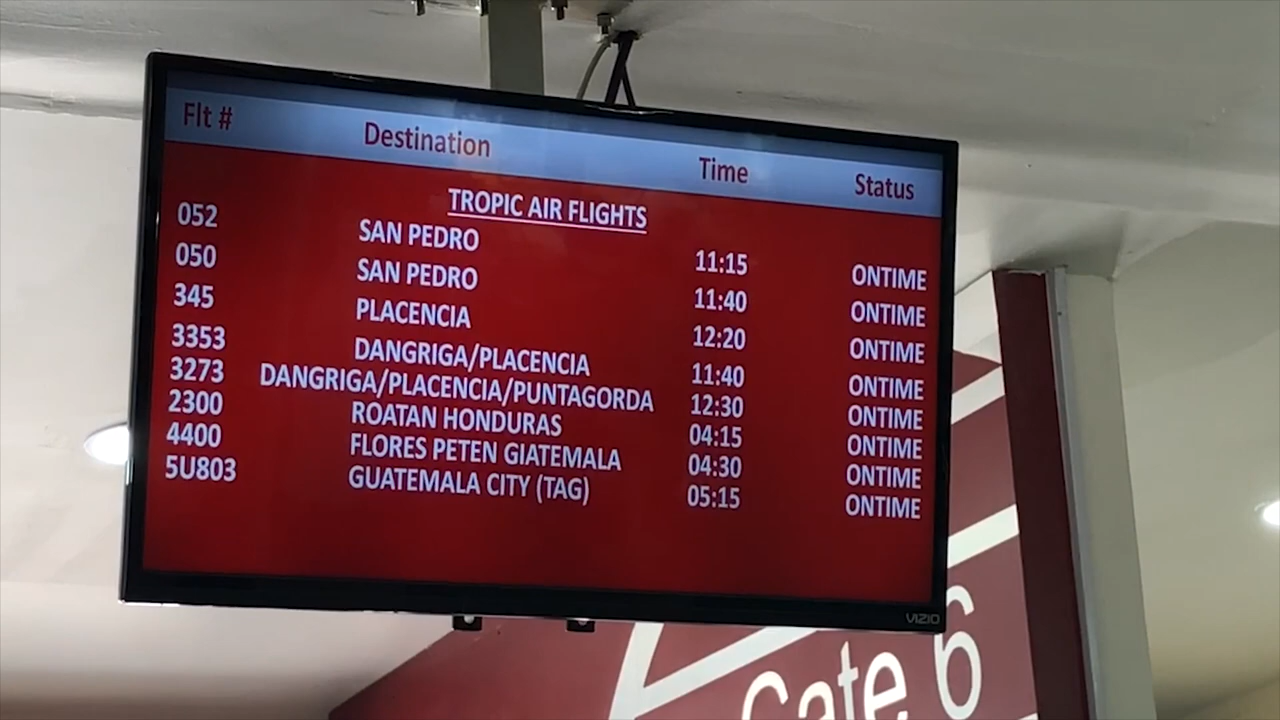 Flt # Destination Time Status
TROPIC AIR FLIGHTS
052 SAN PEDRO 11:15 ONTIME
050 SAN PEDRO 11:40 ONTIME
345 PLACENCIA 12:20 ONTIME
3353 DANGRIGA/PLACENCIA 11:40 ONTIME
3273 DANGRIGA/PLACENCIA/PUNTAGORDA 12:30 ONTIME
2300 ROATAN HONDURAS 04:15 ONTIME
4400 FLORES PETEN GIATEMALA 04:30 ONTIME
5U803 GUATEMALA CITY (TAG) 05:15 ONTIME
VIZIO
Gate 6